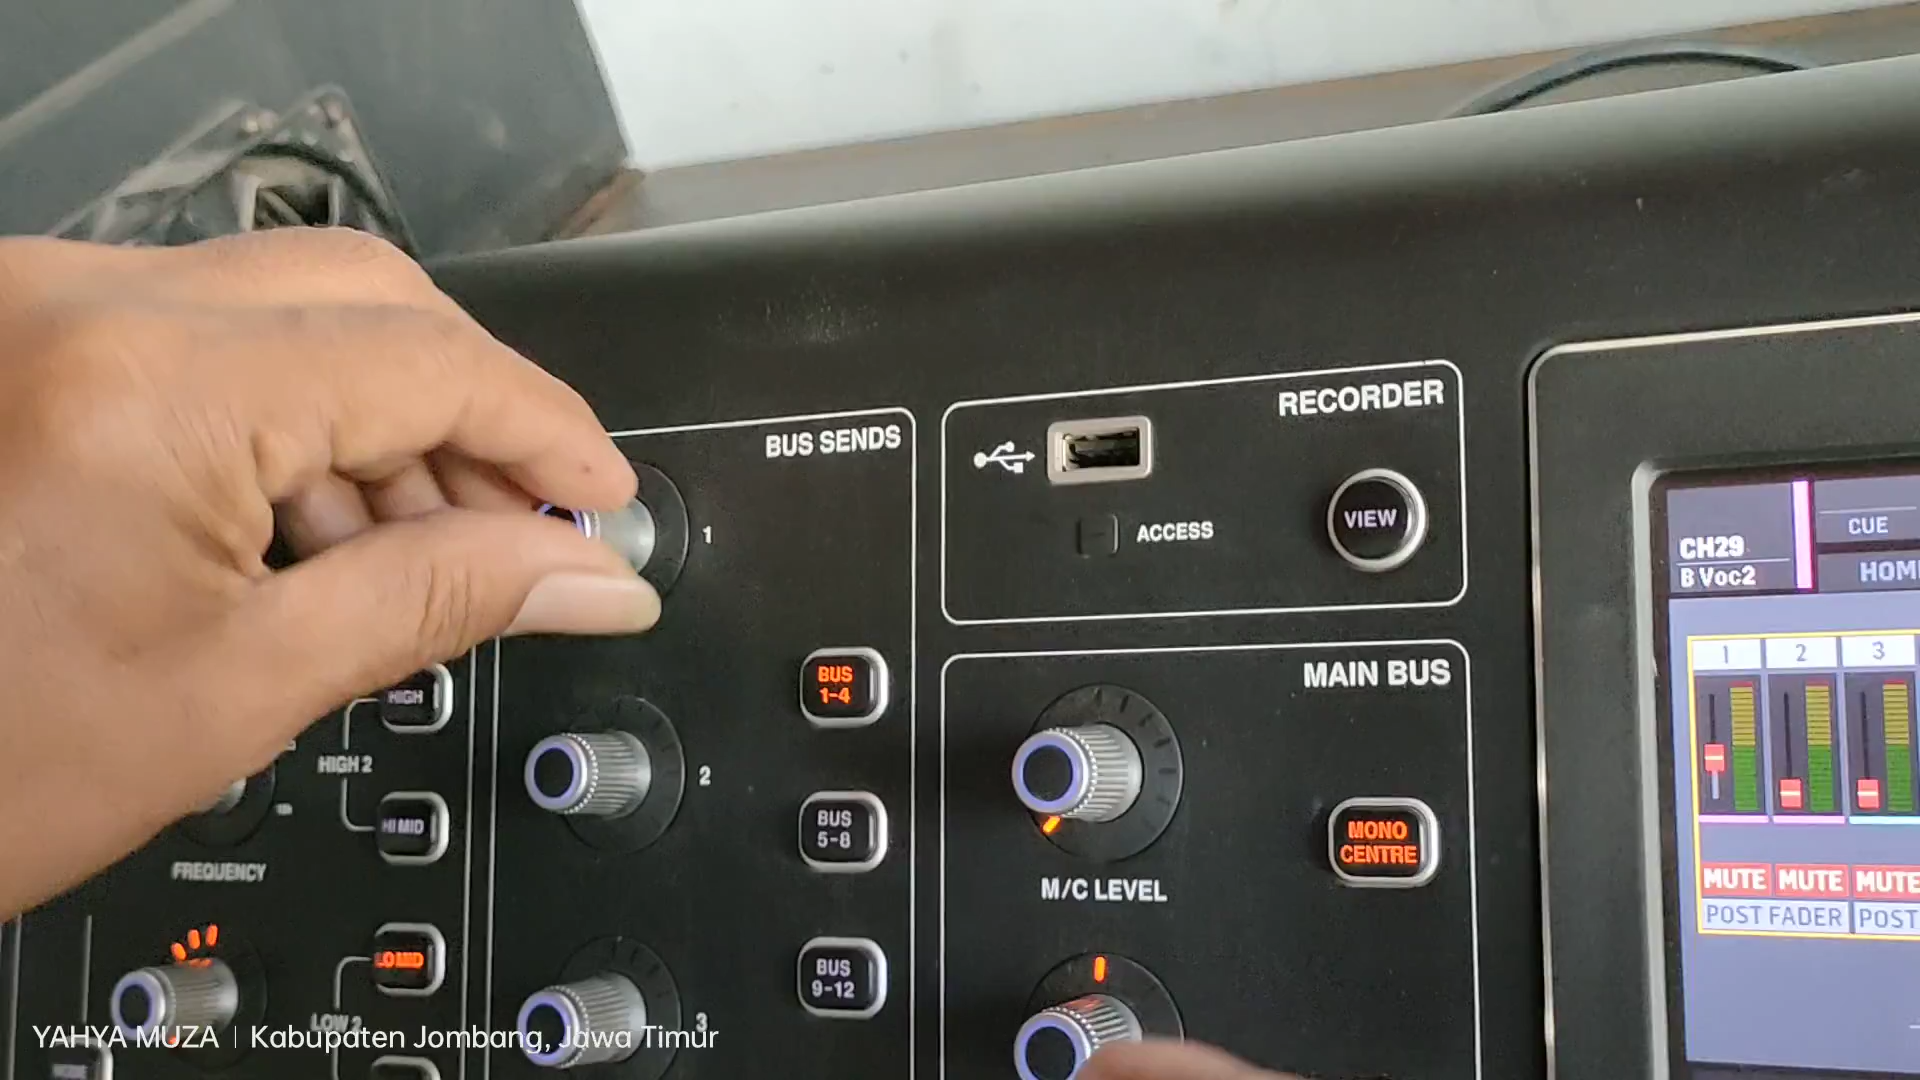 BUS SENDS
1
BUS
1-4
2
BUS
5-8
BUS
9-12
3
HIGH
HIGH 2
HI MID
FREQUENCY
LO MID
LOW 2
MODE
RECORDER
ACCESS
VIEW
MAIN BUS
M/C LEVEL
MONO
CENTRE
CH29
B Voc2
CUE
HOM
1 2 3
MUTE MUTE MUTE
POST FADER POST
YAHYA MUZA | Kabupaten Jombang, Jawa Timur